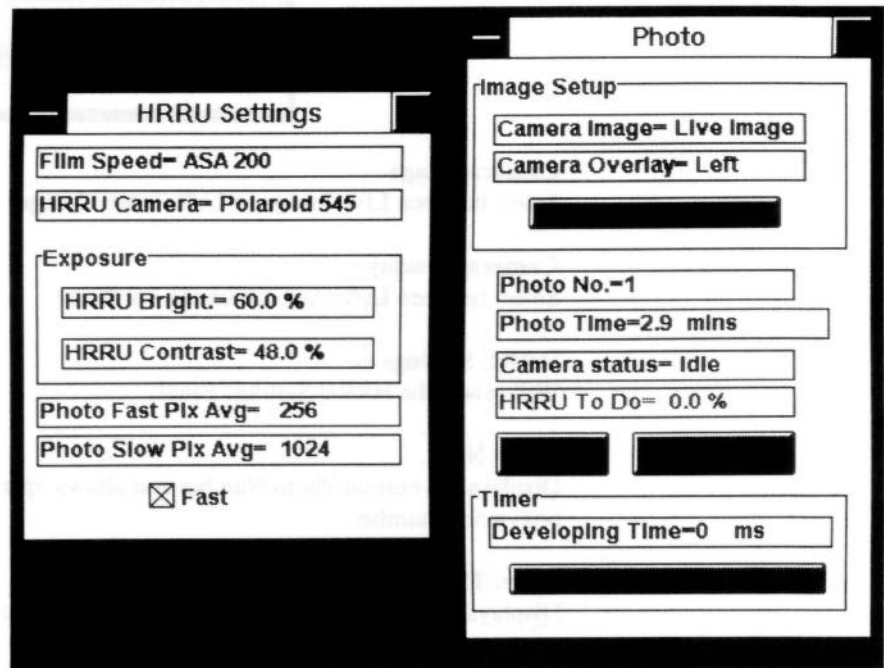 HRRU Settings
Film Speed= ASA 200
HRRU Camera= Polaroid 545
Exposure
HRRU Bright.= 60.0 %
HRRU Contrast= 48.0 %
Photo Fast Pix Avg= 256
Photo Slow Pix Avg= 1024
Fast
Photo
Image Setup
Camera Image= Live Image
Camera Overlay= Left
Photo No.=1
Photo Time=2.9 mins
Camera status= Idle
HRRU To Do= 0.0 %
Timer
Developing Time=0 ms